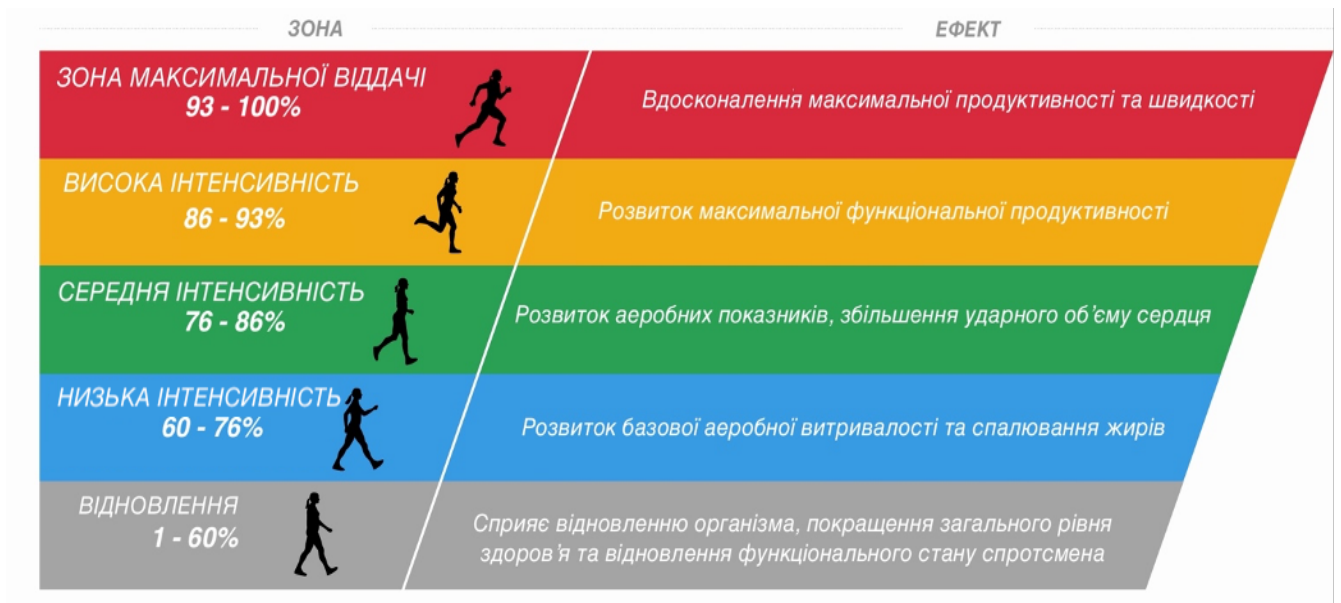 ЗОНА
ЕФЕКТ
ЗОНА МАКСИМАЛЬНОЇ ВІДДАЧІ
93 - 100%
Вдосконалення максимальної продуктивності та швидкості
ВИСОКА ІНТЕНСИВНІСТЬ
86 - 93%
Розвиток максимальної функціональної продуктивності
СЕРЕДНЯ ІНТЕНСИВНІСТЬ
76 - 86%
Розвиток аеробних показників, збільшення ударного об'єму сердця
НИЗЬКА ІНТЕНСИВНІСТЬ
60 - 76%
Розвиток базової аеробної витривалості та спалювання жирів
ВІДНОВЛЕННЯ
1 - 60%
Сприяє відновленню організма, покращення загального рівня
здоров'я та відновлення функціонального стану спротсмена